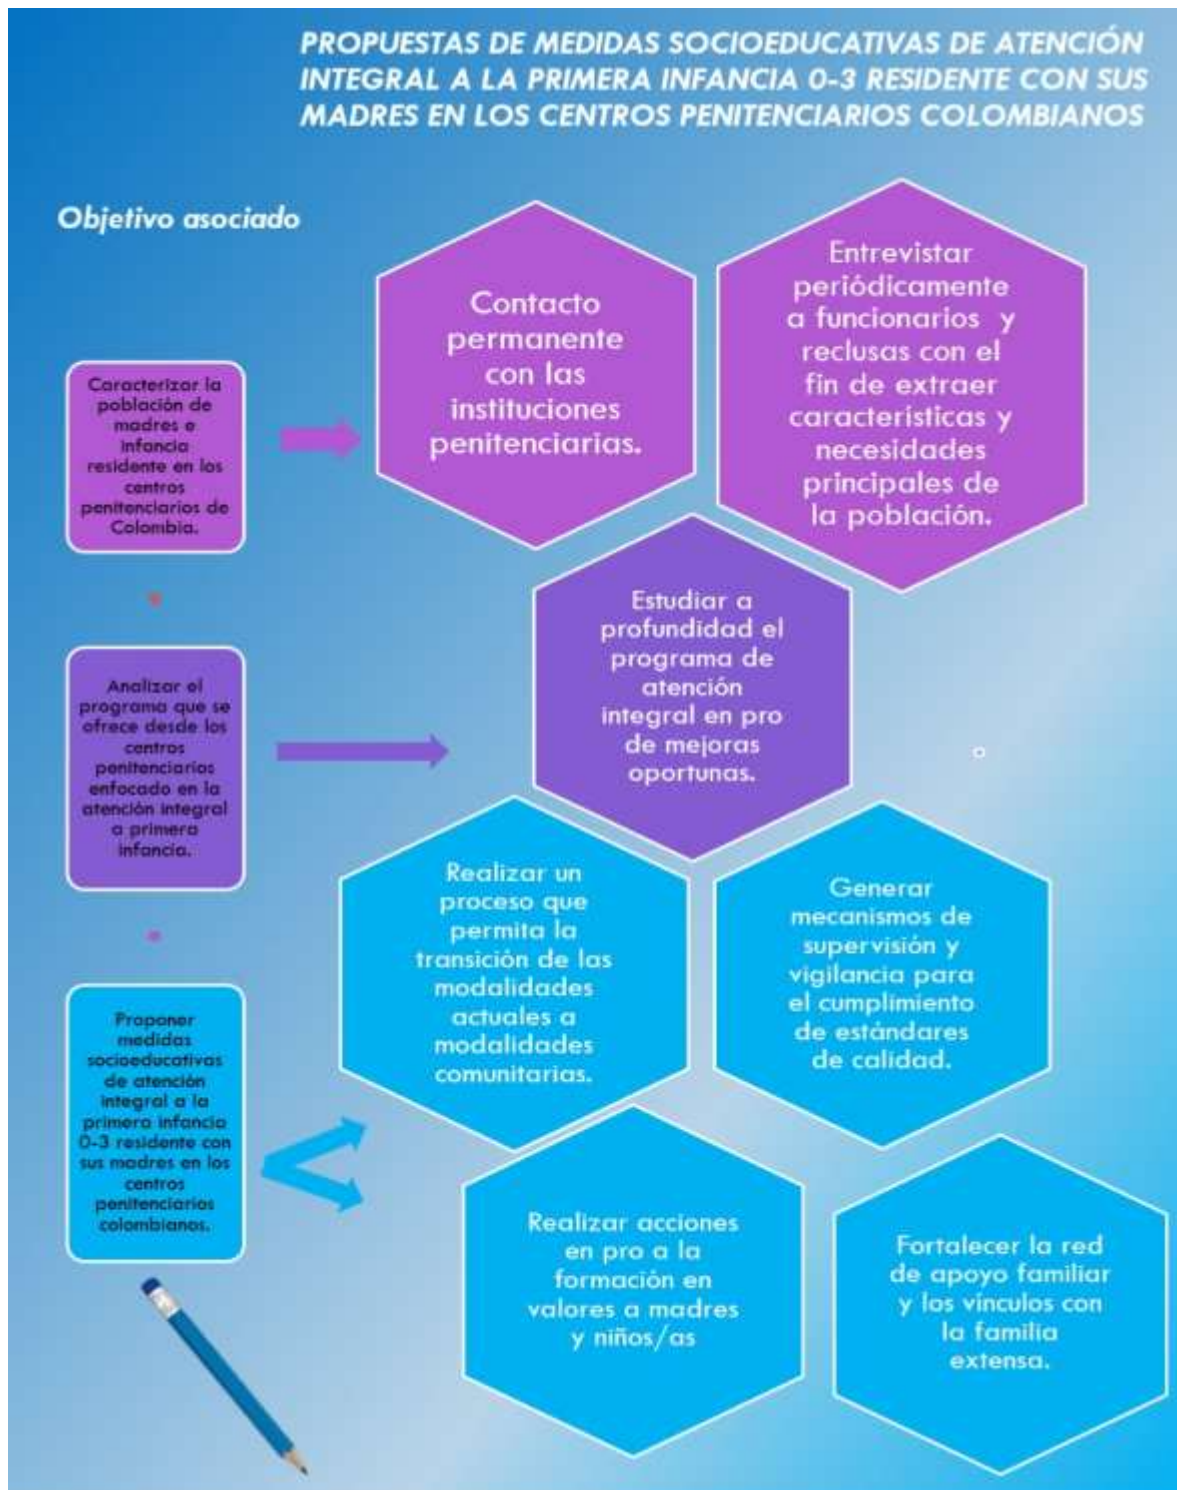 PROPUESTAS DE MEDIDAS SOCIOEDUCATIVAS DE ATENCIÓN
INTEGRAL A LA PRIMERA INFANCIA 0-3 RESIDENTE CON SUS
MADRES EN LOS CENTROS PENITENCIARIOS COLOMBIANOS
Objetivo asociado
Caracterizar la
población de
madres e
infancia
residente en los
centros
penitenciarios de
Colombia.
Contacto
permanente
con las
instituciones
penitenciarias.
Entrevistar
periódicamente
a funcionarios y
reclusas con el
fin de extraer
características y
necesidades
principales de
la población.
Analizar el
programa que se
ofrece desde los
centros
penitenciarios
enfocado en la
atención integral
a primera
infancia.
Estudiar a
profundidad el
programa de
atención
integral en pro
de mejoras
oportunas.
Proponer
medidas
socioeducativas
de atención
integral a la
primera infancia
0-3 residente con
sus madres en los
centros
penitenciarios
colombianos.
Realizar un
proceso que
permita la
transición de las
modalidades
actuales a
modalidades
comunitarias.
Generar
mecanismos de
supervisión y
vigilancia para
el cumplimiento
de estándares
de calidad.
Realizar acciones
en pro a la
formación en
valores a madres
y niños/as
Fortalecer la red
de apoyo familiar
y los vínculos con
la familia
extensa.